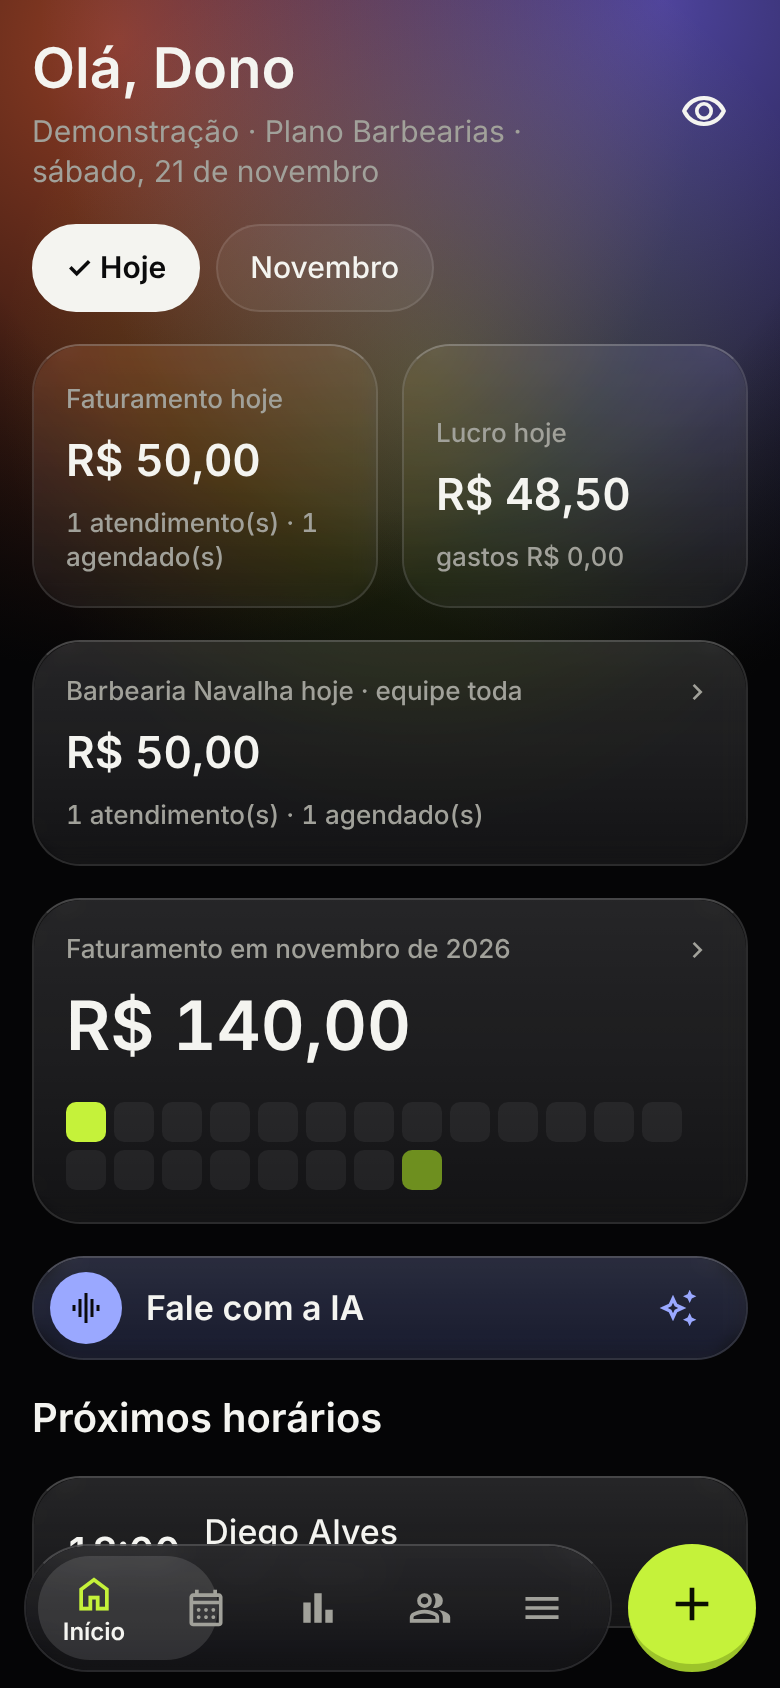 Olá, Dono
Demonstração · Plano Barbearias ·
sábado, 21 de novembro
Hoje
Novembro
Faturamento hoje
R$ 50,00
1 atendimento(s) · 1
agendado(s)
Lucro hoje
R$ 48,50
gastos R$ 0,00
Barbearia Navalha hoje · equipe toda
R$ 50,00
1 atendimento(s) · 1 agendado(s)
Faturamento em novembro de 2026
R$ 140,00
Fale com a IA
Próximos horários
Diego Alves
Início